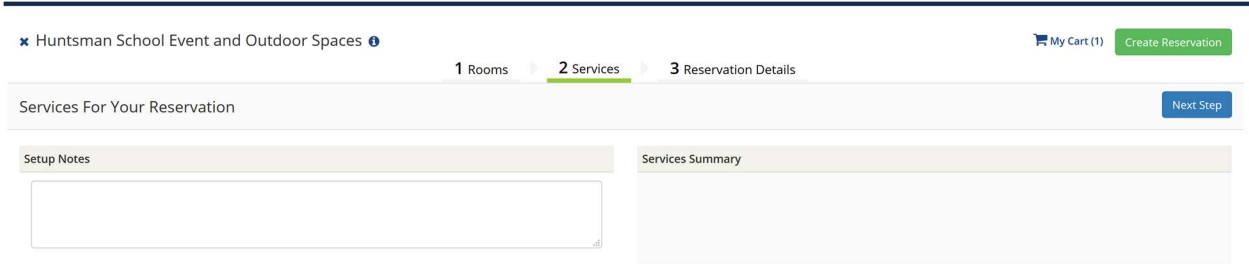 Huntsman School Event and Outdoor Spaces
My Cart (1)
Create Reservation
1 Rooms
2 Services
3 Reservation Details
Services For Your Reservation
Next Step
Setup Notes
Services Summary